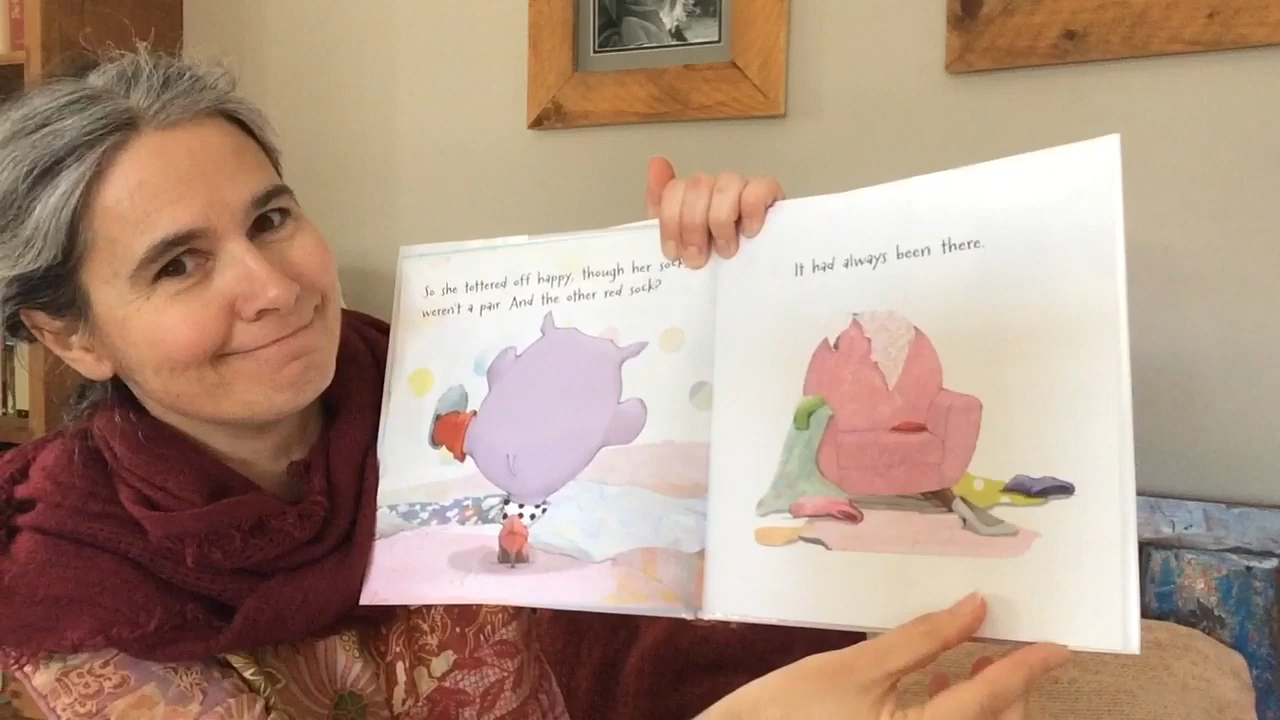 So she tottered off happy, though her sock
weren't a pair. And the other red sock?
It had always been there.